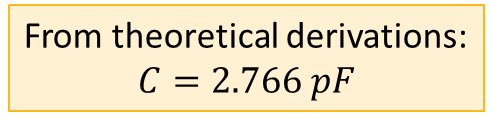 From theoretical derivations:
C = 2.766 pF